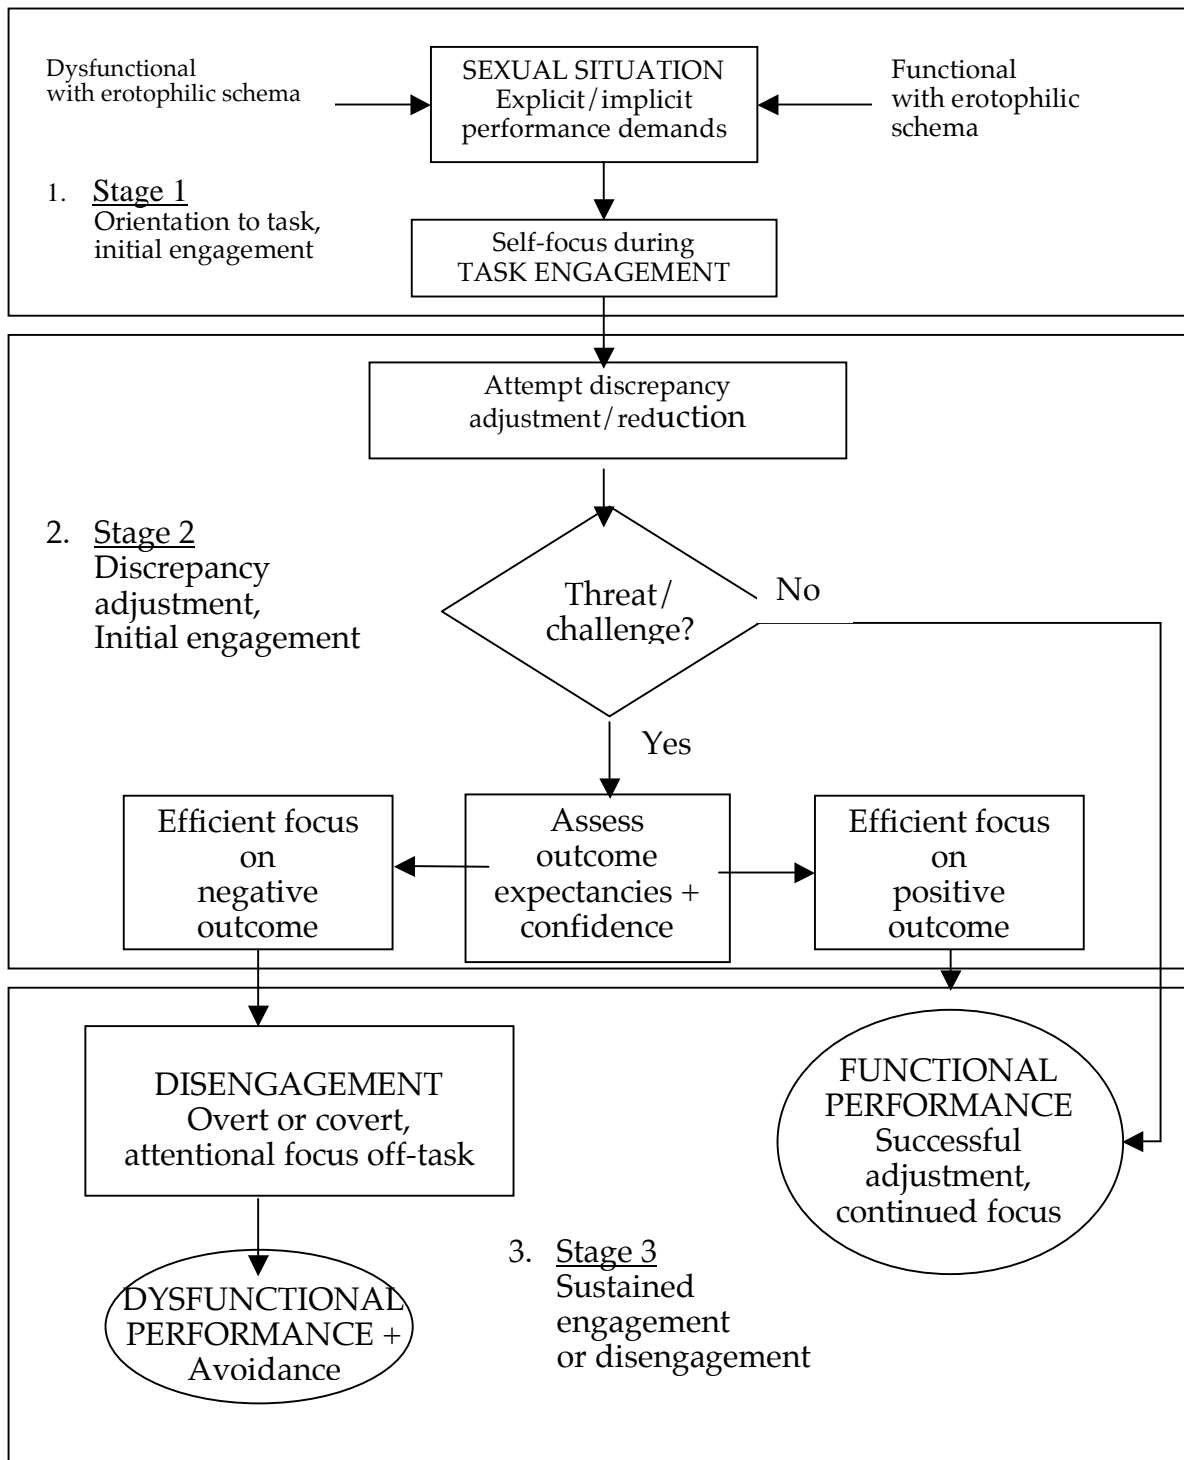 Dysfunctional
with erotophilic schema
SEXUAL SITUATION
Explicit/implicit
performance demands
Functional
with erotophilic
schema
1. Stage 1
Orientation to task,
initial engagement
Self-focus during
TASK ENGAGEMENT
Attempt discrepancy
adjustment/reduction
2. Stage 2
Discrepancy
adjustment,
Initial engagement
Threat/
challenge?
No
Yes
Efficient focus
on
negative
outcome
Assess
outcome
expectancies +
confidence
Efficient focus
on
positive
outcome
DISENGAGEMENT
Overt or covert,
attentional focus off-task
FUNCTIONAL
PERFORMANCE
Successful
adjustment,
continued focus
DYSFUNCTIONAL
PERFORMANCE +
Avoidance
3. Stage 3
Sustained
engagement
or disengagement